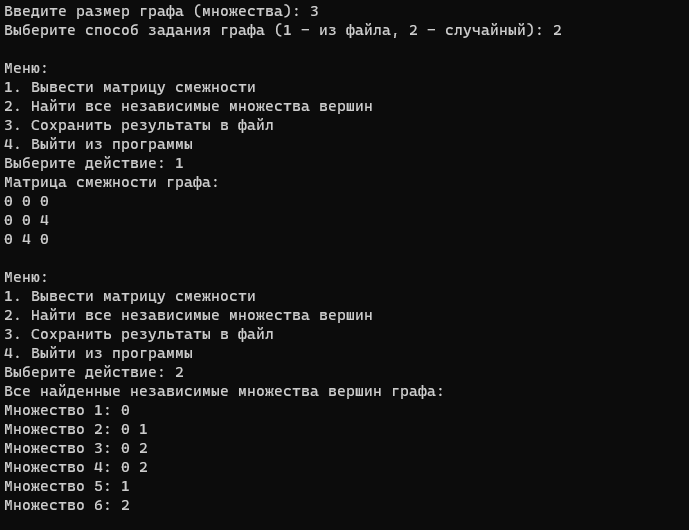 Введите размер графа (множества): 3
Выберите способ задания графа (1 - из файла, 2 - случайный): 2
Меню:
1. Вывести матрицу смежности
2. Найти все независимые множества вершин
3. Сохранить результаты в файл
4. Выйти из программы
Выберите действие: 1
Матрица смежности графа:
0 0 0
0 0 4
0 4 0
Меню:
1. Вывести матрицу смежности
2. Найти все независимые множества вершин
3. Сохранить результаты в файл
4. Выйти из программы
Выберите действие: 2
Все найденные независимые множества вершин графа:
Множество 1: 0
Множество 2: 0 1
Множество 3: 0 2
Множество 4: 0 2
Множество 5: 1
Множество 6: 2